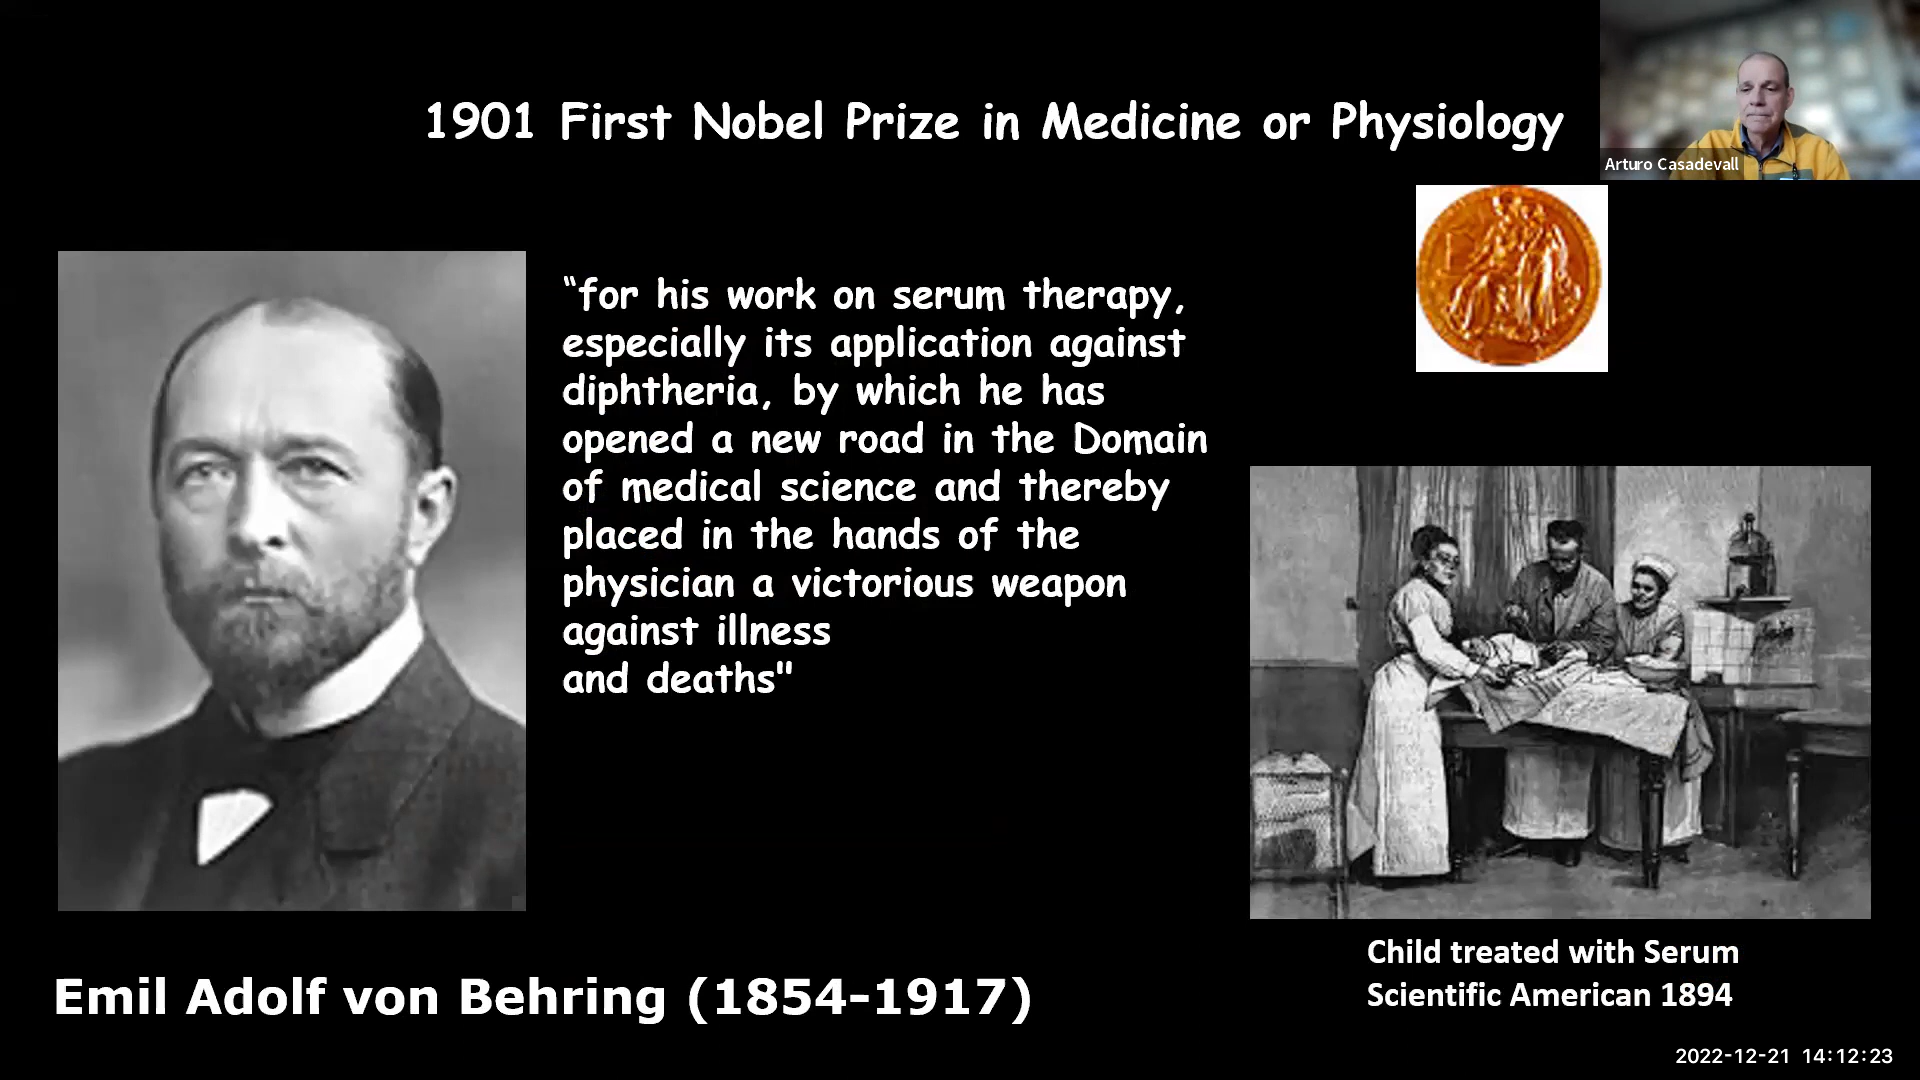 1901 First Nobel Prize in Medicine or Physiology
Arturo Casadevall
“for his work on serum therapy,
especially its application against
diphtheria, by which he has
opened a new road in the Domain
of medical science and thereby
placed in the hands of the
physician a victorious weapon
against illness
and deaths"
Emil Adolf von Behring (1854-1917)
Child treated with Serum
Scientific American 1894
2022-12-21 14:12:23